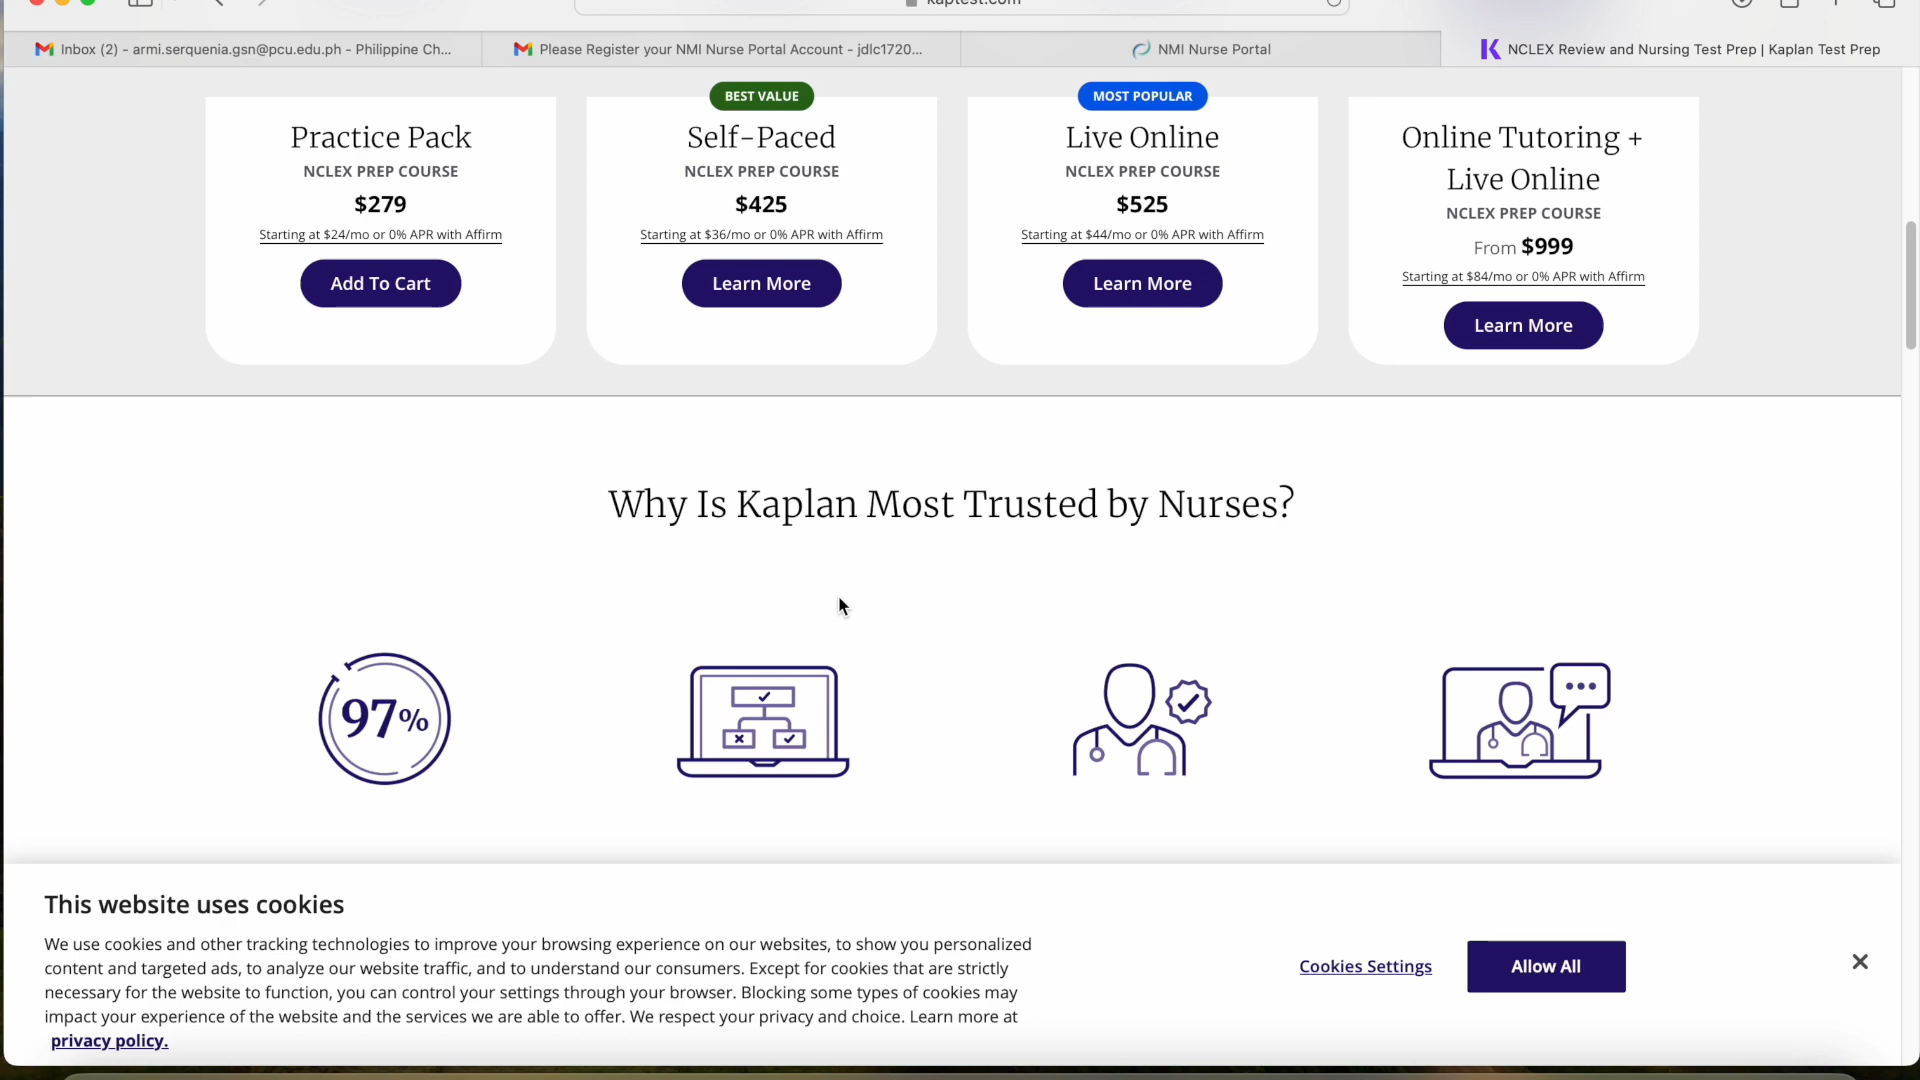 kaptest.com
Inbox (2) - armi.serquenia.gsn@pcu.edu.ph - Philippine Ch...
Please Register your NMI Nurse Portal Account - jdlc1720...
NMI Nurse Portal
NCLEX Review and Nursing Test Prep | Kaplan Test Prep
Practice Pack
NCLEX PREP COURSE
$279
Starting at $24/mo or 0% APR with Affirm
Add To Cart
BEST VALUE
Self-Paced
NCLEX PREP COURSE
$425
Starting at $36/mo or 0% APR with Affirm
Learn More
MOST POPULAR
Live Online
NCLEX PREP COURSE
$525
Starting at $44/mo or 0% APR with Affirm
Learn More
Online Tutoring +
Live Online
NCLEX PREP COURSE
From $999
Starting at $84/mo or 0% APR with Affirm
Learn More
Why Is Kaplan Most Trusted by Nurses?
97%
This website uses cookies
We use cookies and other tracking technologies to improve your browsing experience on our websites, to show you personalized
content and targeted ads, to analyze our website traffic, and to understand our consumers. Except for cookies that are strictly
necessary for the website to function, you can control your settings through your browser. Blocking some types of cookies may
impact your experience of the website and the services we are able to offer. We respect your privacy and choice. Learn more at
privacy policy.
Cookies Settings
Allow All